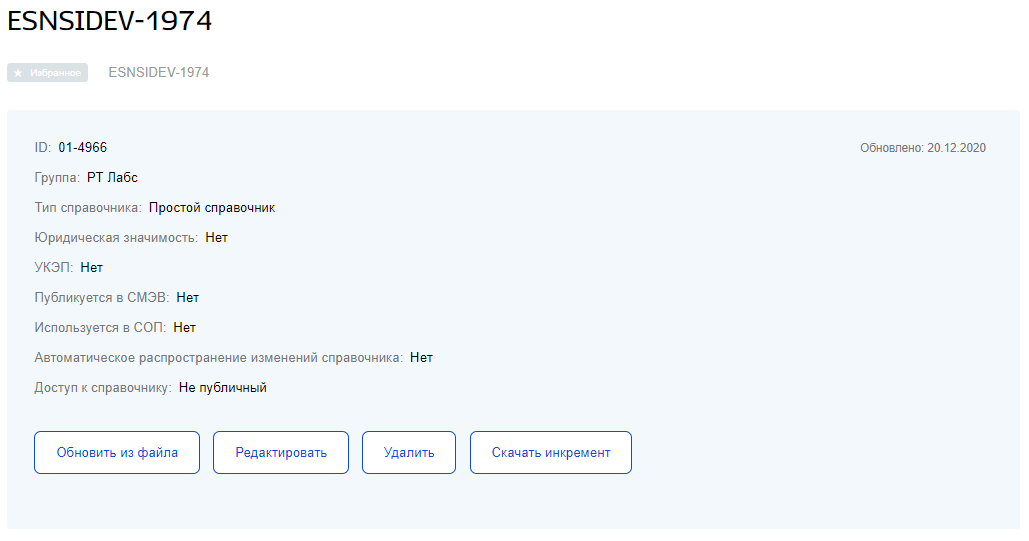 ESNSIDEV-1974
★ Избранное ESNSIDEV-1974
ID: 01-4966 Обновлено: 20.12.2020
Группа: РТ Лабс
Тип справочника: Простой справочник
Юридическая значимость: Нет
УКЭП: Нет
Публикуется в СМЭВ: Нет
Используется в СОП: Нет
Автоматическое распространение изменений справочника: Нет
Доступ к справочнику: Не публичный
Обновить из файла Редактировать Удалить Скачать инкремент